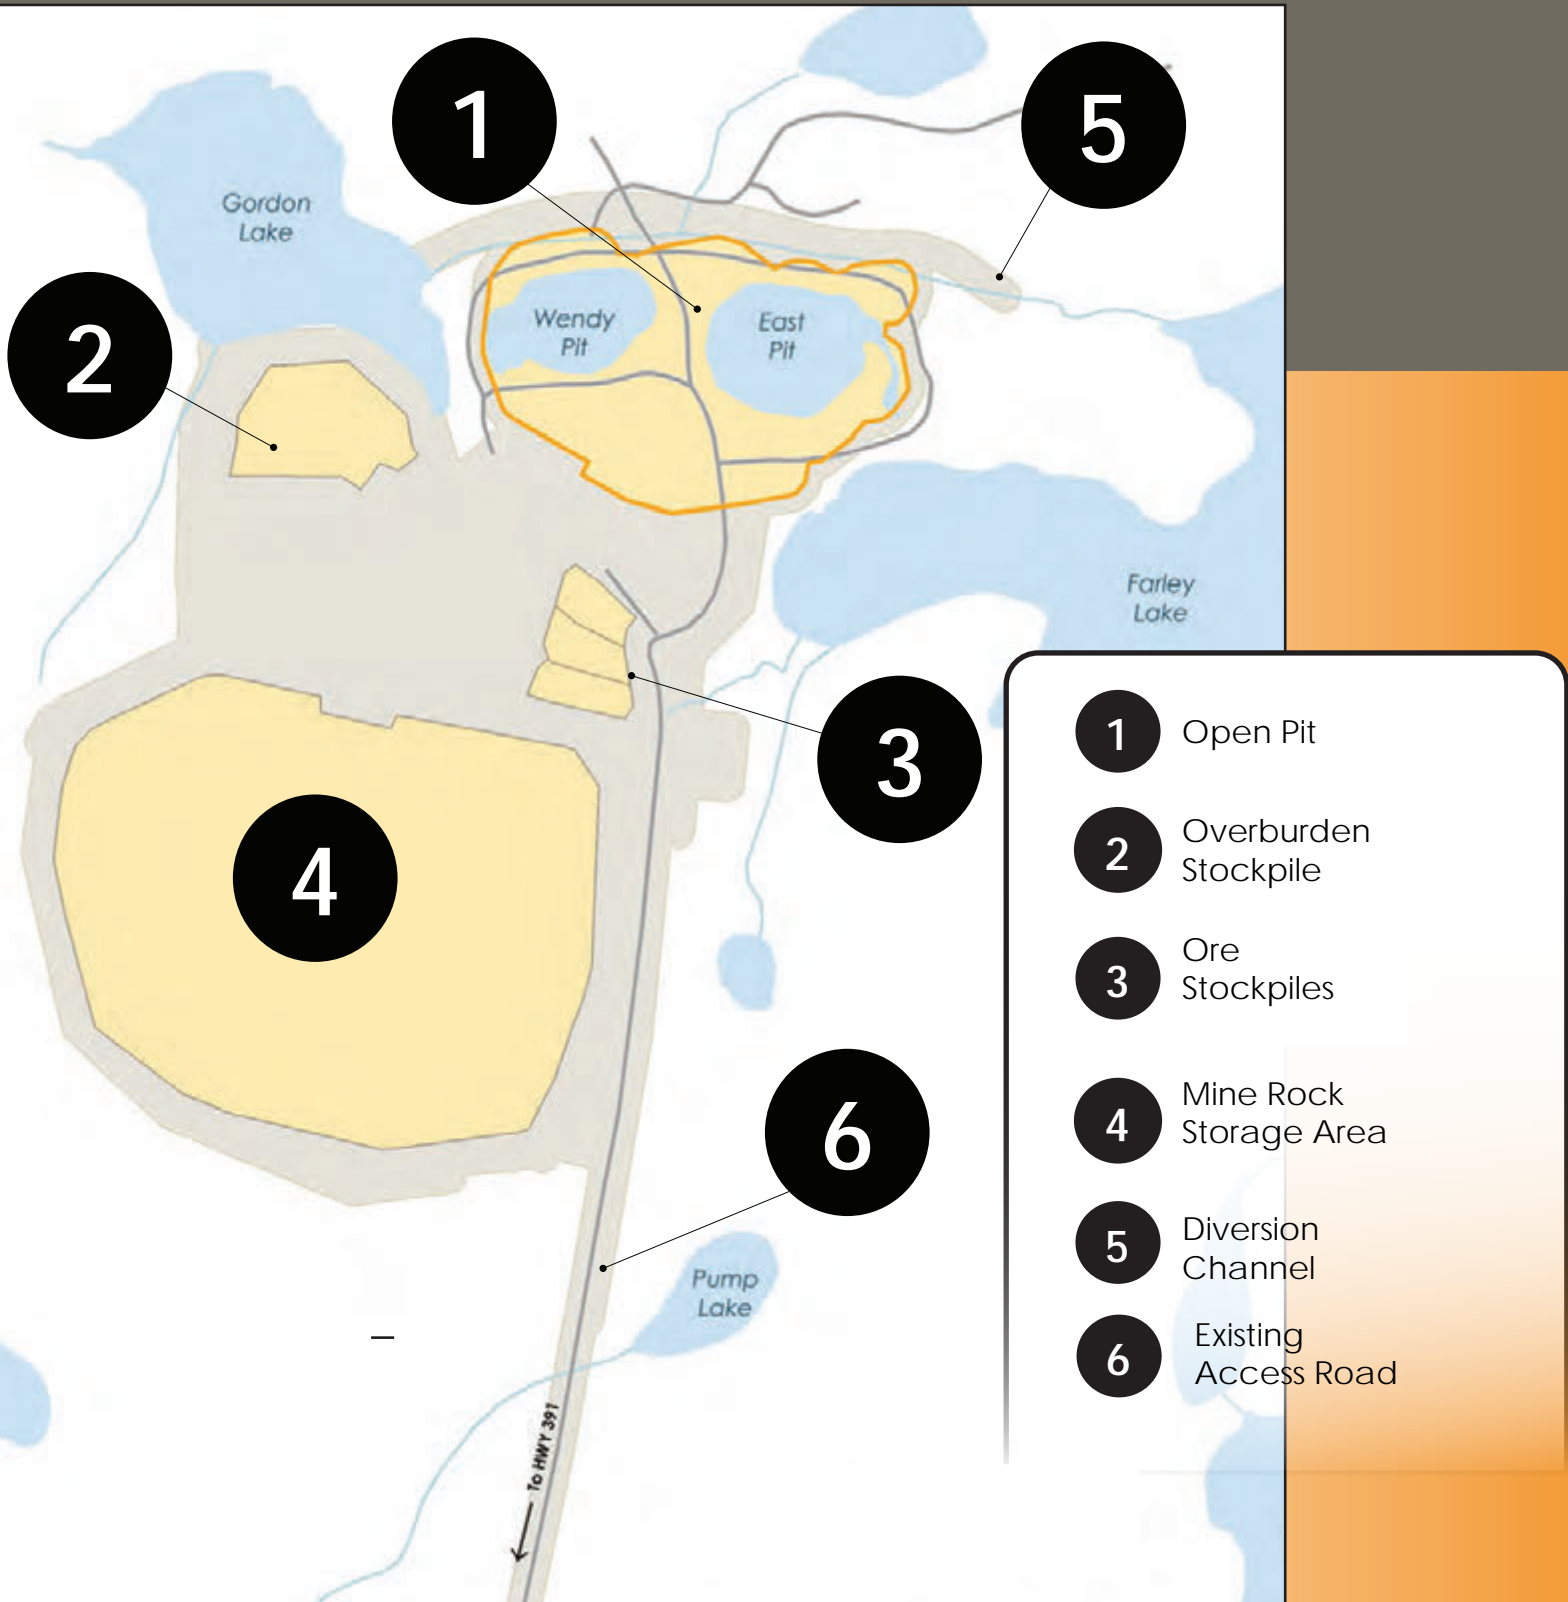 1
5
Gordon
Lake
2
Wendy
Pit
East
Pit
Farley
Lake
3
4
6
Pump
Lake
To HWY 391
1 Open Pit
2 Overburden
Stockpile
3 Ore
Stockpiles
4 Mine Rock
Storage Area
5 Diversion
Channel
6 Existing
Access Road